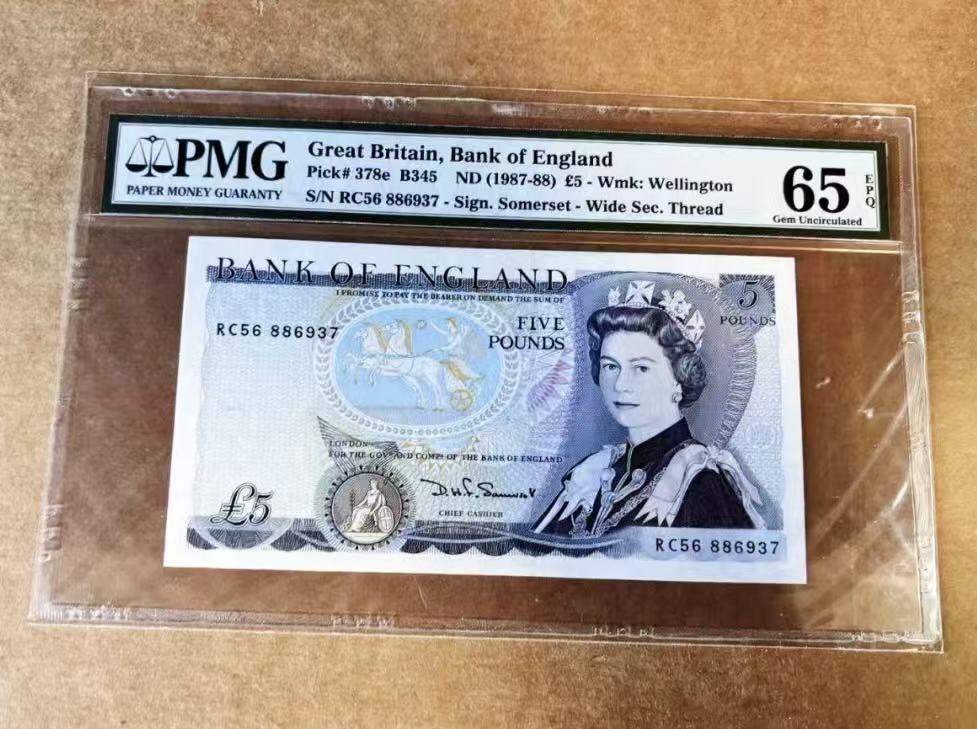 PMG
PAPER MONEY GUARANTY
Great Britain, Bank of England
Pick# 378e B345 ND (1987-88) £5 - Wmk: Wellington
S/N RC56 886937 - Sign. Somerset - Wide Sec. Thread
65
EPQ
Gem Uncirculated
BANK OF ENGLAND
I PROMISE TO PAY THE BEARER ON DEMAND THE SUM OF
5
POUNDS
RC56 886937
FIVE
POUNDS
LONDON
FOR THE GOVR AND COMPA OF THE BANK OF ENGLAND
D.H.F. Somerset
CHIEF CASHIER
£5
RC56 886937